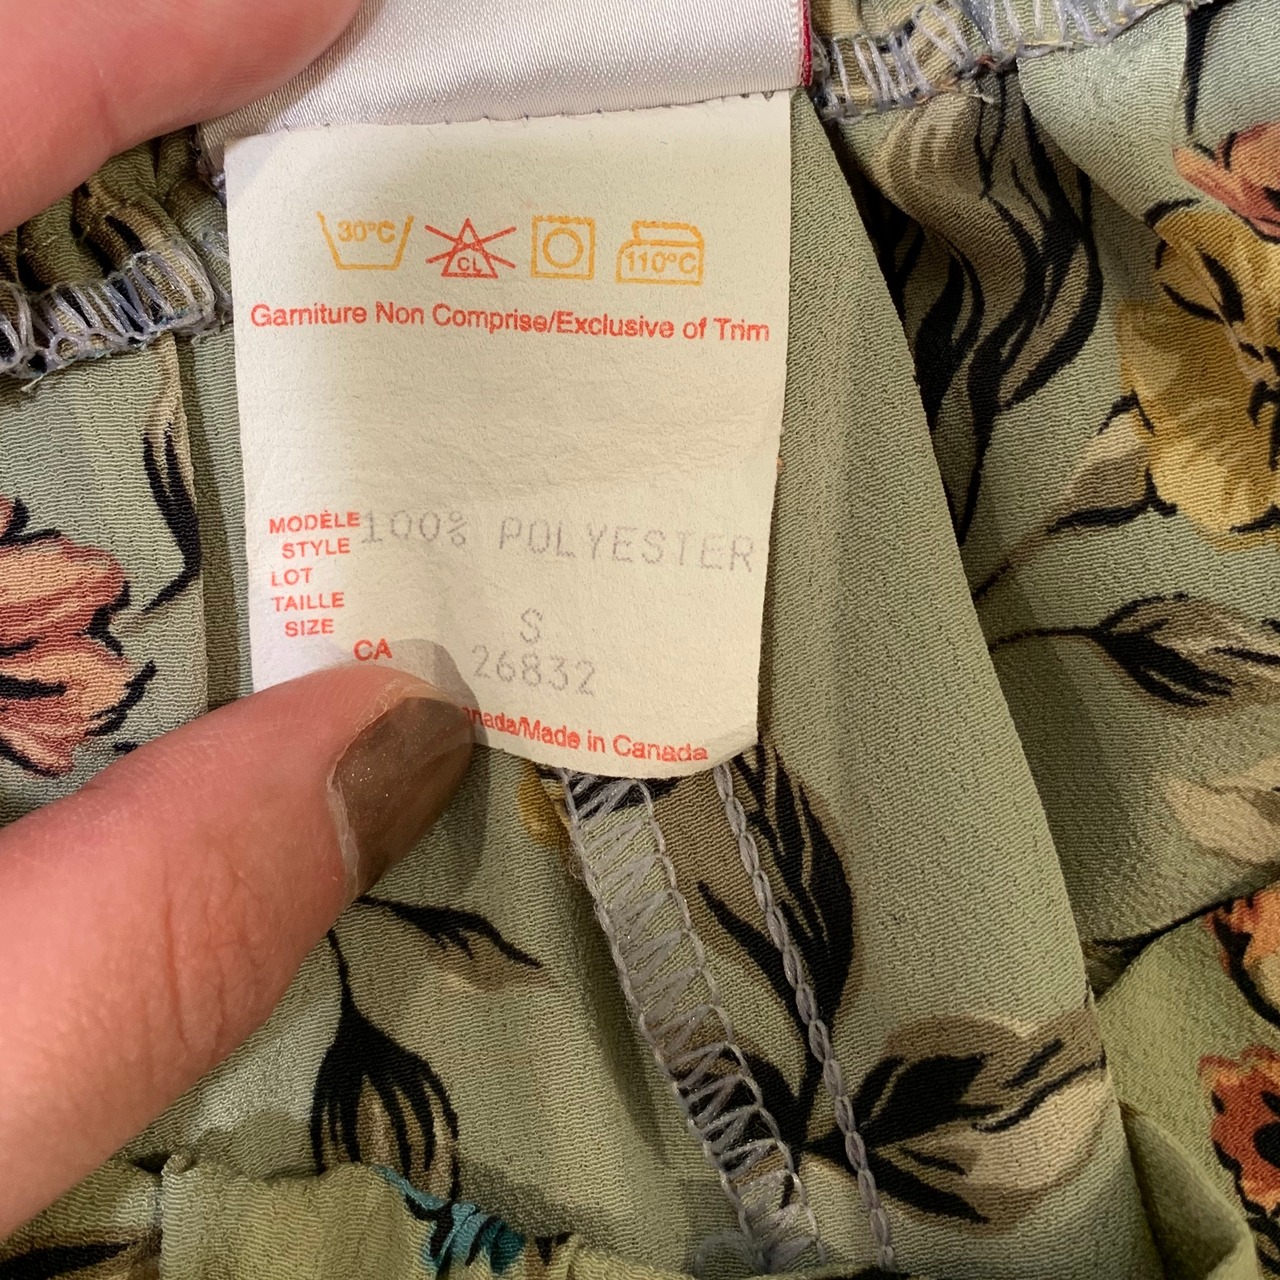 30°C CL 110°C
Garniture Non Comprise/Exclusive of Trim
MODÈLE 100% POLYESTER
STYLE
LOT
TAILLE S
SIZE
CA 26832
nada/Made in Canada